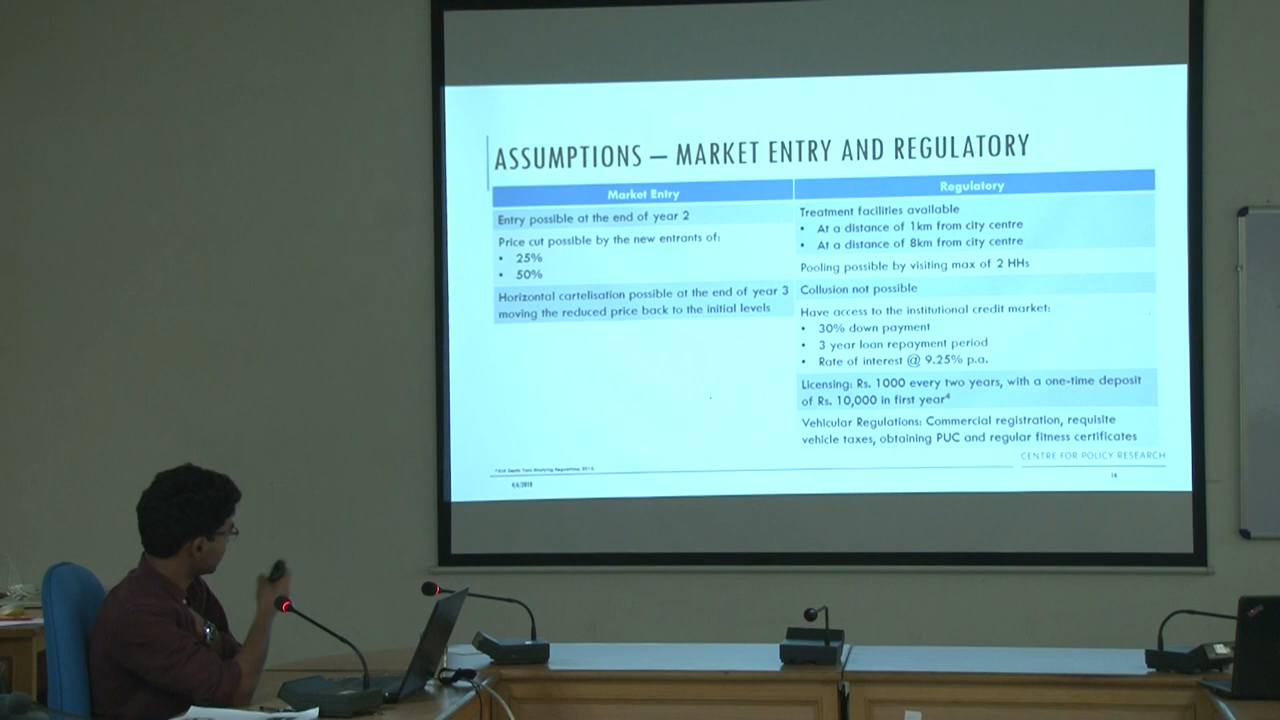 ASSUMPTIONS – MARKET ENTRY AND REGULATORY
Market Entry
Entry possible at the end of year 2
Price cut possible by the new entrants of:
• 25%
• 50%
Horizontal cartelisation possible at the end of year 3
moving the reduced price back to the initial levels
Regulatory
Treatment facilities available
• At a distance of 1km from city centre
• At a distance of 8km from city centre
Pooling possible by visiting max of 2 HHs
Collusion not possible
Have access to the institutional credit market:
• 30% down payment
• 3 year loan repayment period
• Rate of interest @ 9.25% p.a.
Licensing: Rs. 1000 every two years, with a one-time deposit
of Rs. 10,000 in first year⁴
Vehicular Regulations: Commercial registration, requisite
vehicle taxes, obtaining PUC and regular fitness certificates
CENTRE FOR POLICY RESEARCH